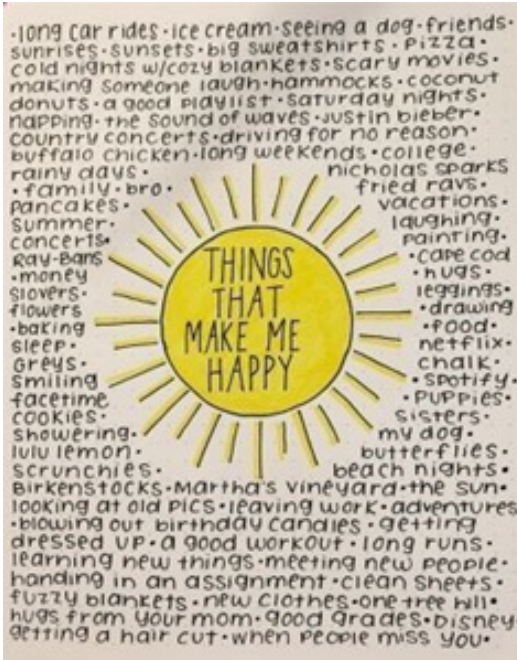 ·long car rides·ice cream·seeing a dog·friends·
sunrises·sunsets·big sweatshirts·pizza·
cold nights w/cozy blankets·scary movies·
making someone laugh·hammocks·coconut
donuts·a good playlist·saturday nights·
napping·the sound of waves·justin bieber·
country concerts·driving for no reason·
buffalo chicken·long weekends·college·
rainy days·
nicholas sparks
·family·bro·
fried ravs·
pancakes·
vacations·
summer·
laughing·
concerts·
painting·
Ray-Bans
·cape cod
·money
·hugs·
slovers·
leggings·
flowers
·drawing
·baking
·food·
sleep·
netflix·
Greys·
chalk·
smiling
·spotify·
facetime
·puppies·
cookies·
sisters·
showering·
my dog·
lulu lemon·
butterflies·
scrunchies·
beach nights·
THINGS
THAT
MAKE ME
HAPPY
Birkenstocks·Martha's vineyard·the sun·
looking at old pics·leaving work·adventures
·blowing out birthday candles·getting
dressed up·a good workout·long runs·
learning new things·meeting new people·
handing in an assignment·clean sheets·
fuzzy blankets·new clothes·one tree hill·
hugs from your mom·good grades·Disney
getting a hair cut·when people miss you·